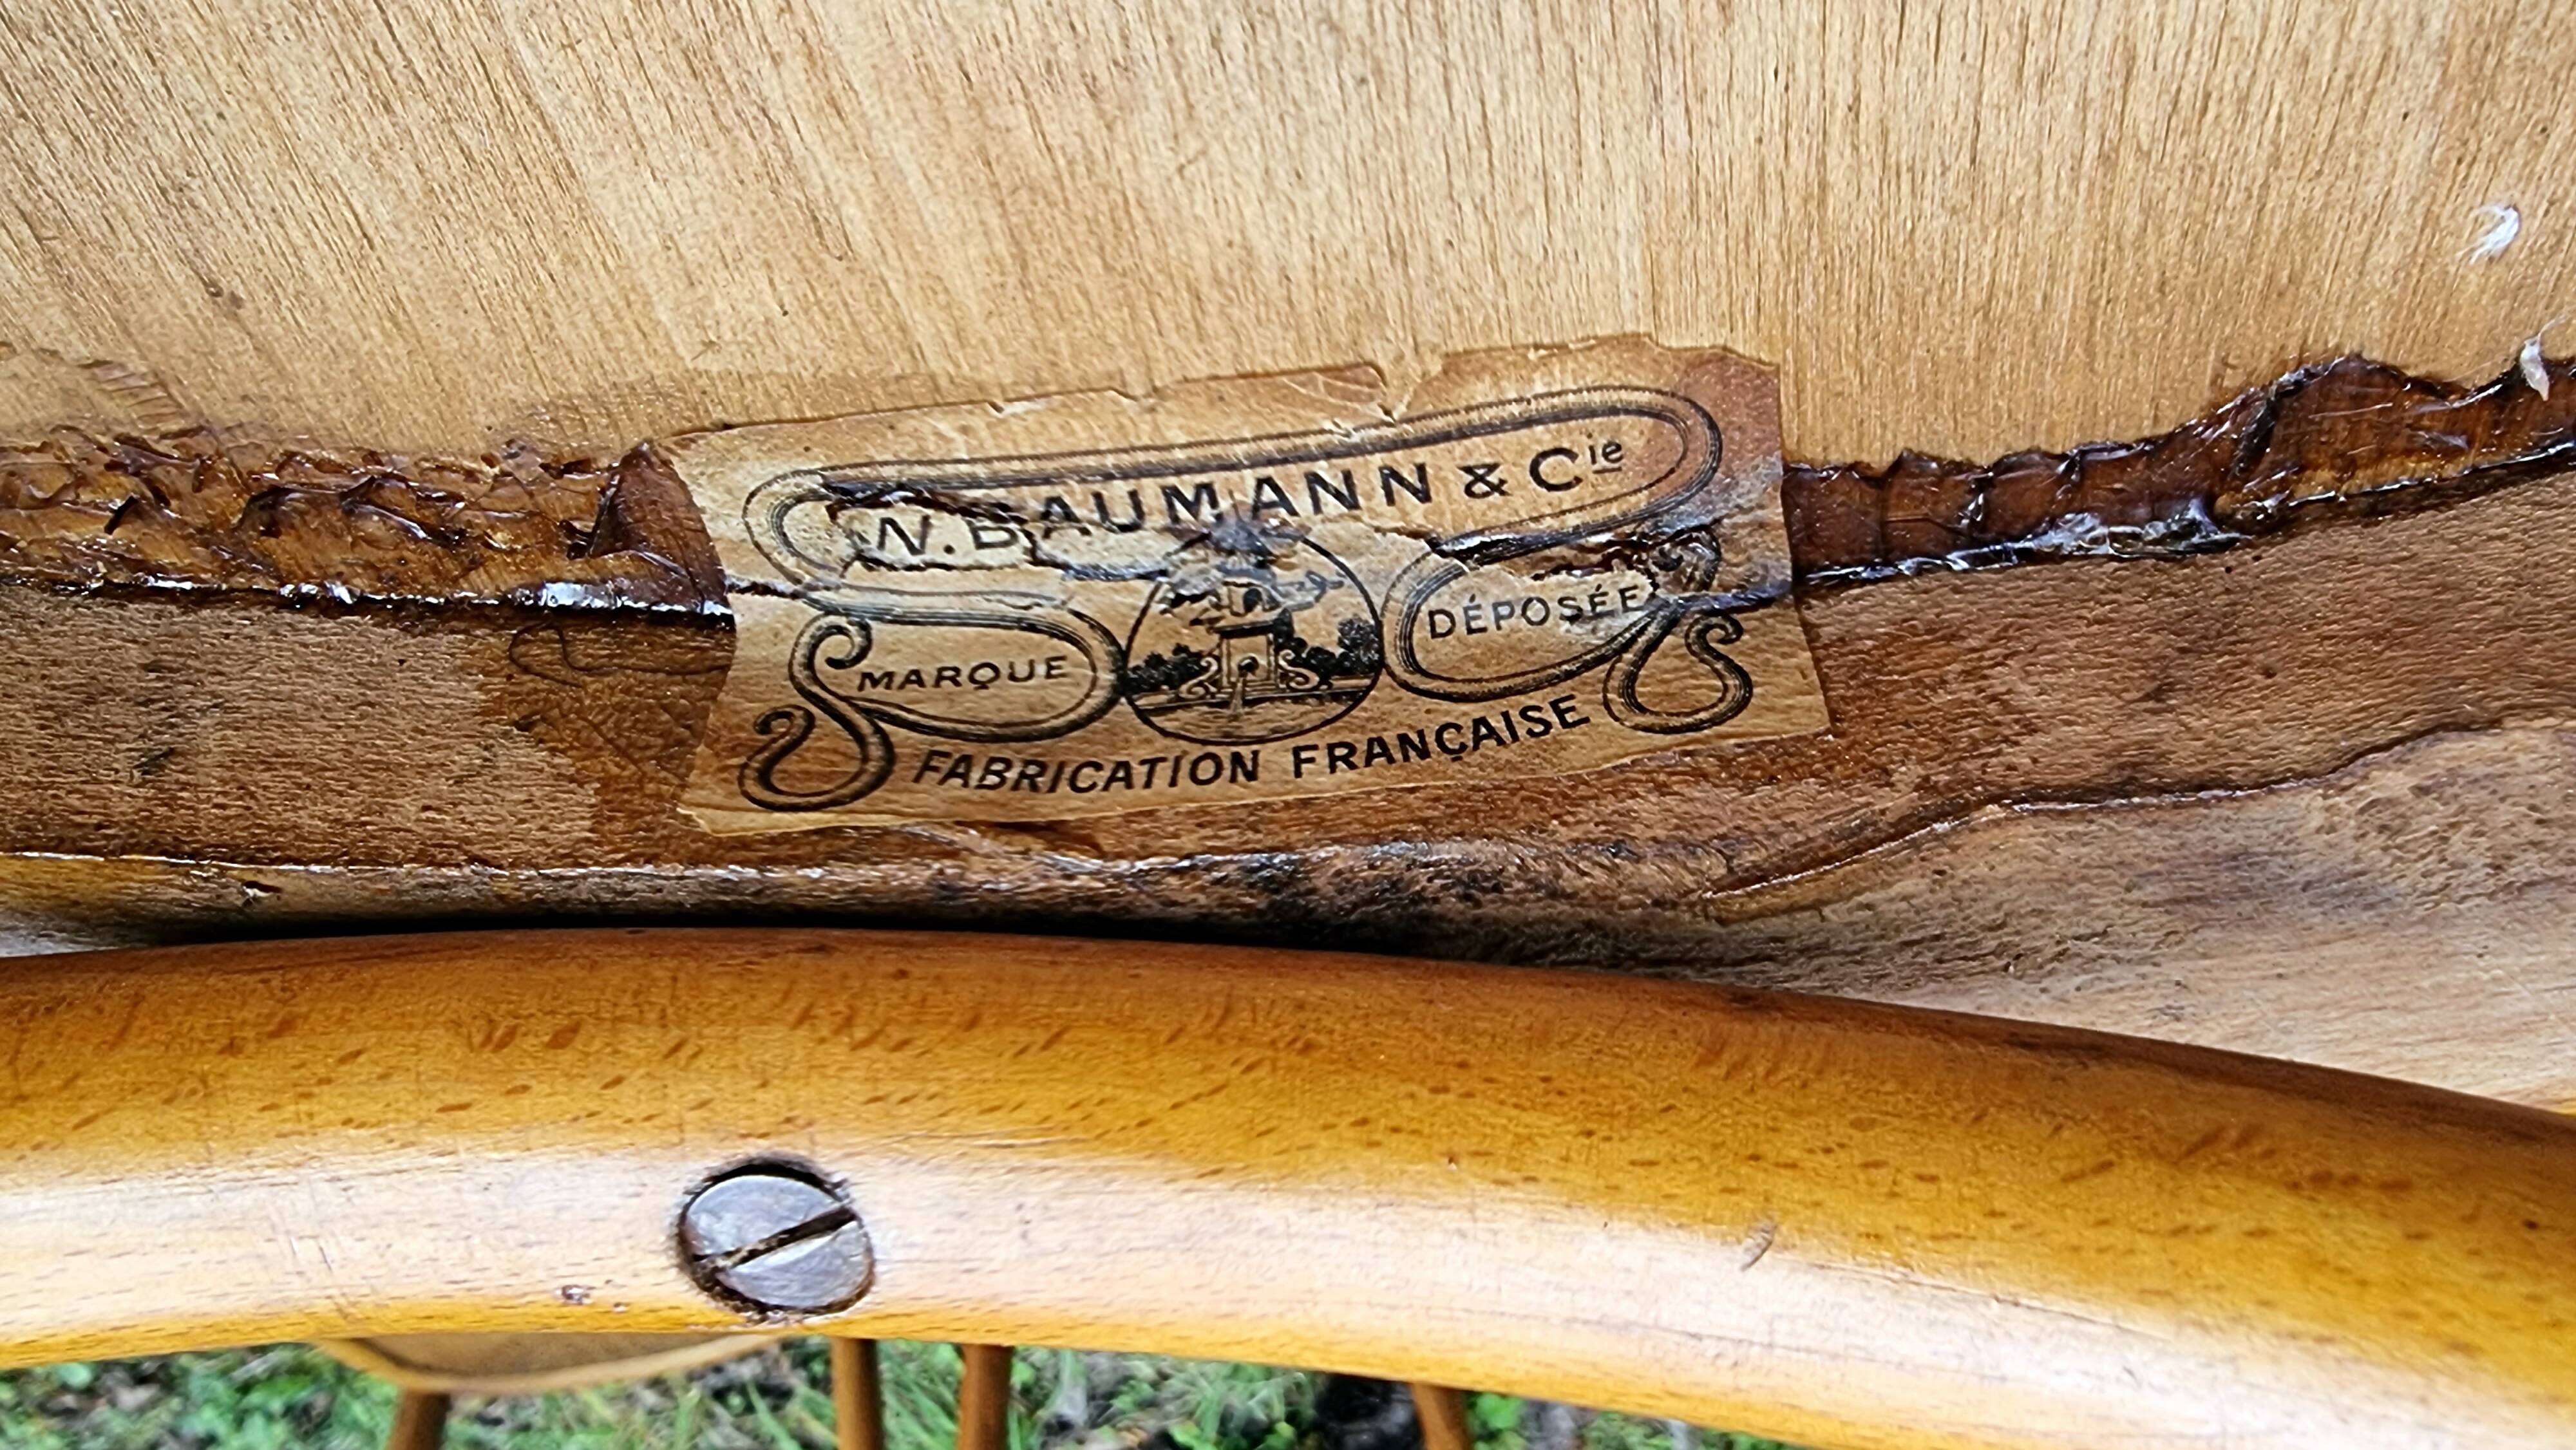 W. BAUMANN & Cie
MARQUE DÉPOSÉE
FABRICATION FRANÇAISE